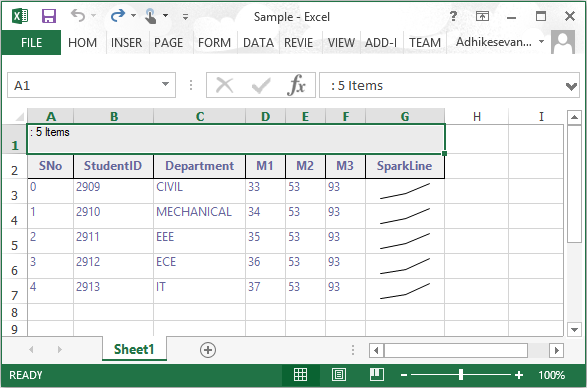 Sample - Excel
FILE HOM INSER PAGE FORM DATA REVIE VIEW ADD-I TEAM Adhikesevan...
A1 fx : 5 Items
A B C D E F G H I
1 : 5 Items
2 SNo StudentID Department M1 M2 M3 SparkLine
3 0 2909 CIVIL 33 53 93
4 1 2910 MECHANICAL 34 53 93
5 2 2911 EEE 35 53 93
6 3 2912 ECE 36 53 93
7 4 2913 IT 37 53 93
8
9
Sheet1
READY 100%